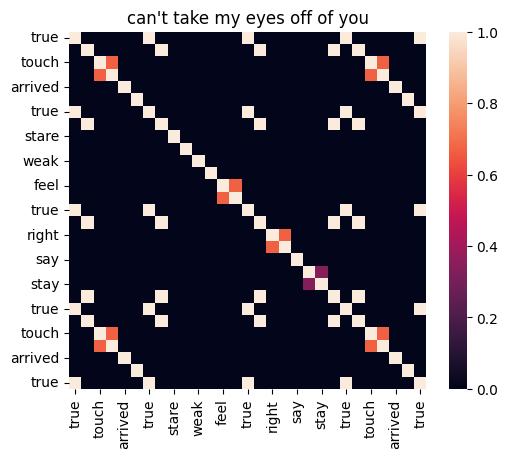 can't take my eyes off of you
true
touch
arrived
true
stare
weak
feel
true
right
say
stay
true
touch
arrived
true
1.0
0.8
0.6
0.4
0.2
0.0
true
touch
arrived
true
stare
weak
feel
true
right
say
stay
true
touch
arrived
true